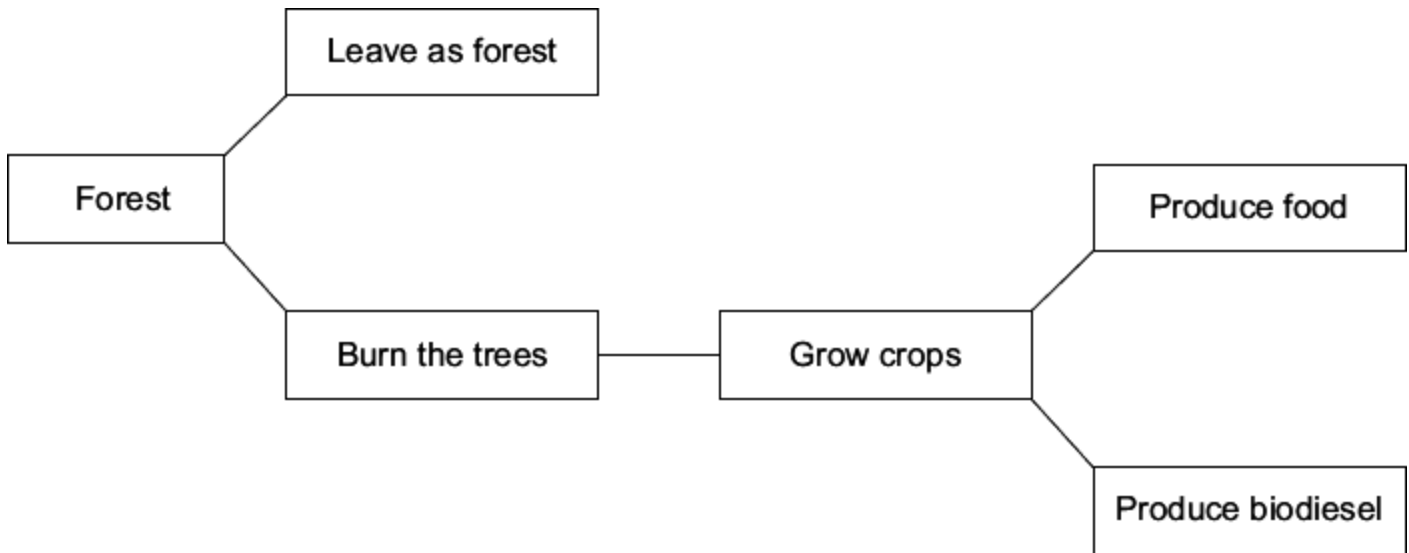 Leave as forest
Forest
Produce food
Burn the trees
Grow crops
Produce biodiesel